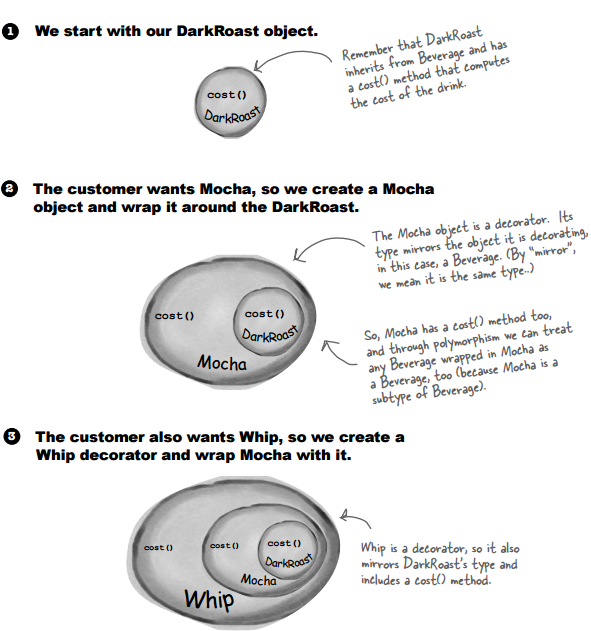 1 We start with our DarkRoast object.
Remember that DarkRoast
inherits from Beverage and has
a cost() method that computes
the cost of the drink.
cost()
DarkRoast
2 The customer wants Mocha, so we create a Mocha
object and wrap it around the DarkRoast.
The Mocha object is a decorator. Its
type mirrors the object it is decorating,
in this case, a Beverage. (By "mirror",
we mean it is the same type..)
cost()
cost()
DarkRoast
Mocha
So, Mocha has a cost() method too,
and through polymorphism we can treat
any Beverage wrapped in Mocha as
a Beverage, too (because Mocha is a
subtype of Beverage).
3 The customer also wants Whip, so we create a
Whip decorator and wrap Mocha with it.
cost()
cost()
cost()
DarkRoast
Mocha
Whip
Whip is a decorator, so it also
mirrors DarkRoast's type and
includes a cost() method.